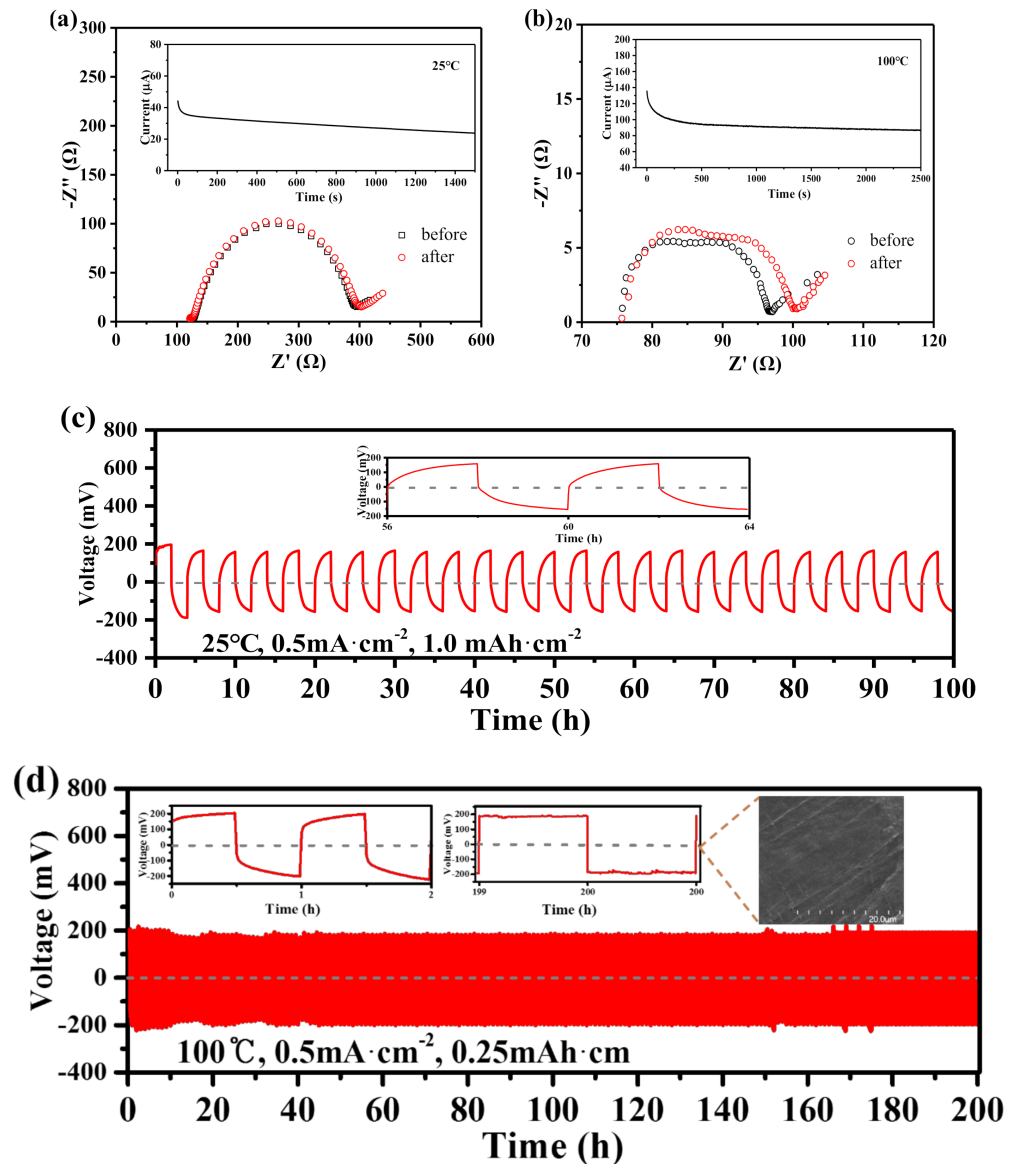 (a)
300
250
200
150
100
50
0
-Z" (Ω)
0 100 200 300 400 500 600
Z' (Ω)
80
60
40
20
0
Current (μA)
25℃
0 200 400 600 800 1000 1200 1400
Time (s)
before
after
(b)
20
15
10
5
0
-Z" (Ω)
70 80 90 100 110 120
Z' (Ω)
200
180
160
140
120
100
80
60
40
Current (μA)
100℃
0 500 1000 1500 2000 2500
Time (s)
before
after
(c)
800
600
400
200
0
-200
-400
Voltage (mV)
200
100
0
-100
-200
Voltage (mV)
56 60 64
Time (h)
25℃, 0.5mA·cm-2, 1.0 mAh·cm-2
0 10 20 30 40 50 60 70 80 90 100
Time (h)
(d)
800
600
400
200
0
-200
-400
Voltage (mV)
200
100
0
-100
-200
Voltage (mV)
0 1 2
Time (h)
200
100
0
-100
-200
Voltage (mV)
199 200 200
Time (h)
20.0um
100℃, 0.5mA·cm-2, 0.25mAh·cm
0 20 40 60 80 100 120 140 160 180 200
Time (h)